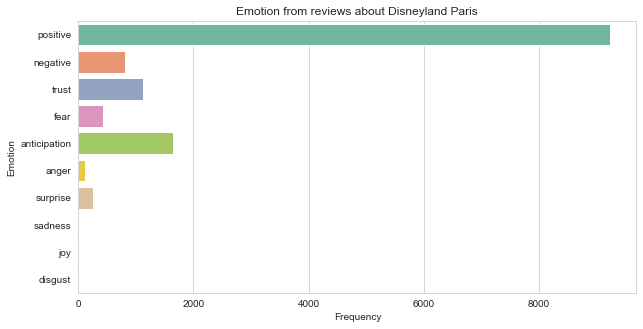 Emotion from reviews about Disneyland Paris
Emotion
positive
negative
trust
fear
anticipation
anger
surprise
sadness
joy
disgust
0 2000 4000 6000 8000
Frequency